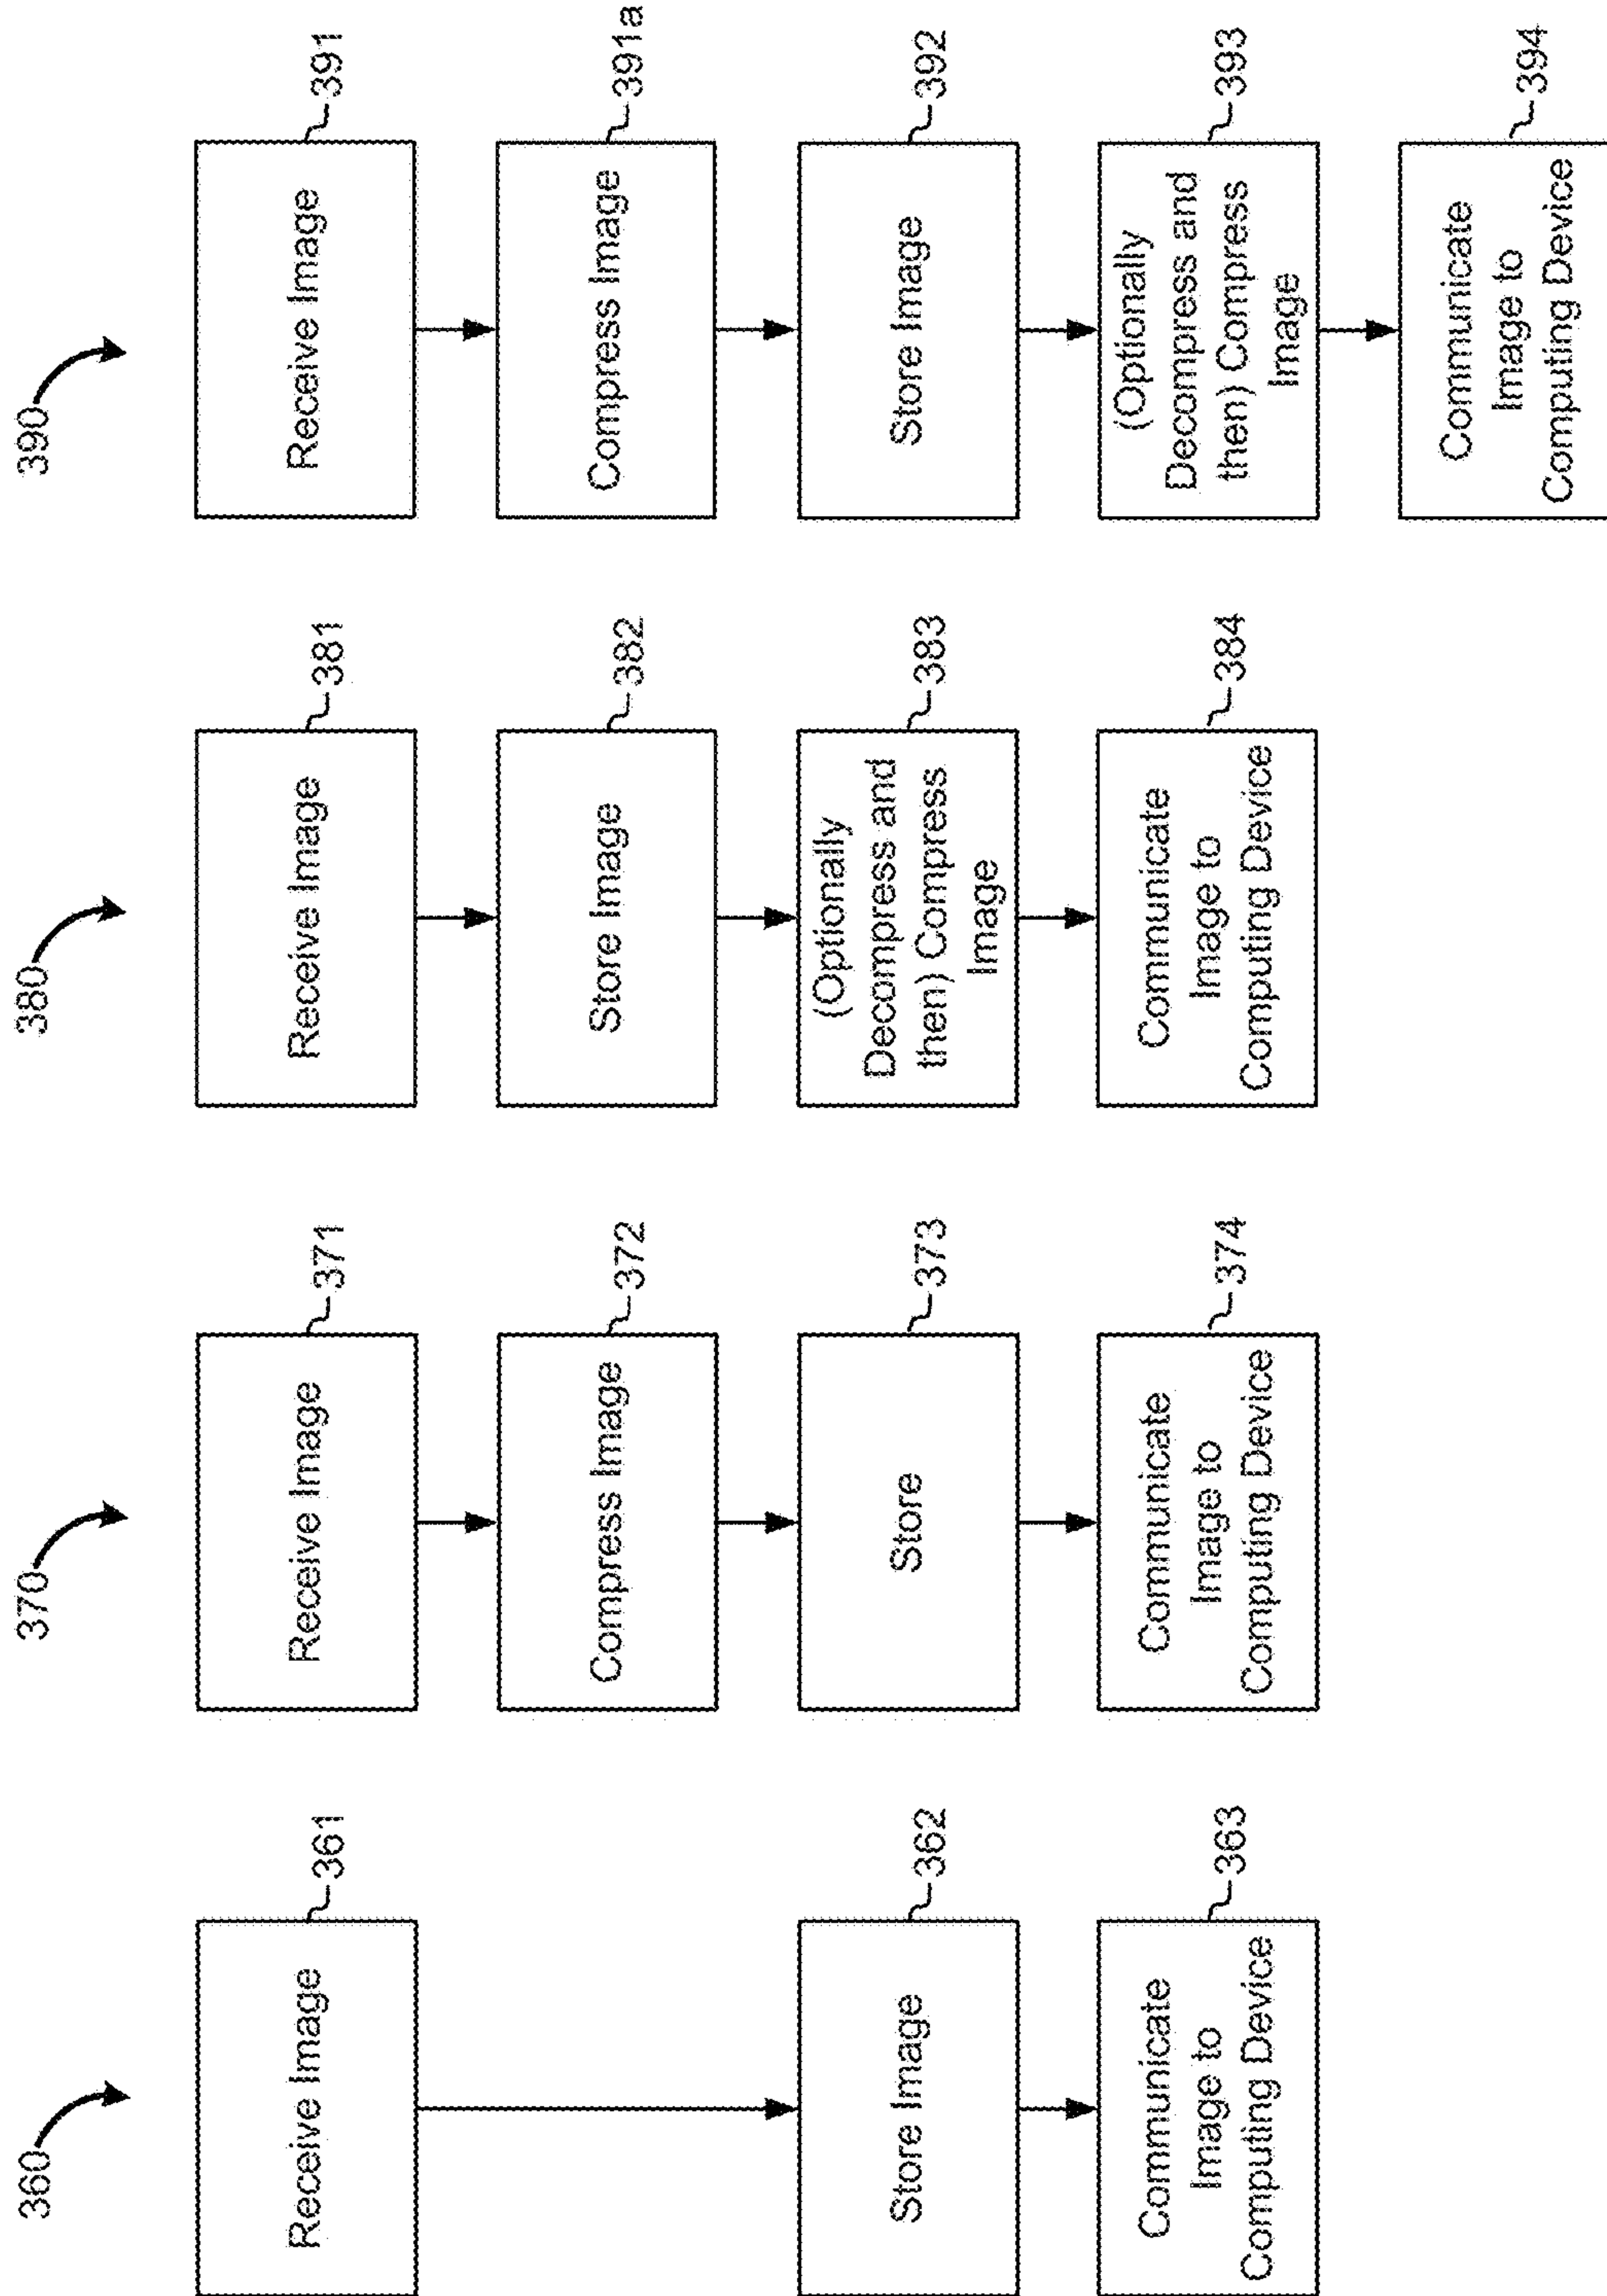 360
Receive Image
361
Store Image
362
Communicate
Image to
Computing Device
363
370
Receive Image
371
Compress Image
372
Store
373
Communicate
Image to
Computing Device
374
380
Receive Image
381
Store Image
382
(Optionally
Decompress and
then) Compress
Image
383
Communicate
Image to
Computing Device
384
390
Receive Image
391
Compress Image
391a
Store Image
392
(Optionally
Decompress and
then) Compress
Image
393
Communicate
Image to
Computing Device
394